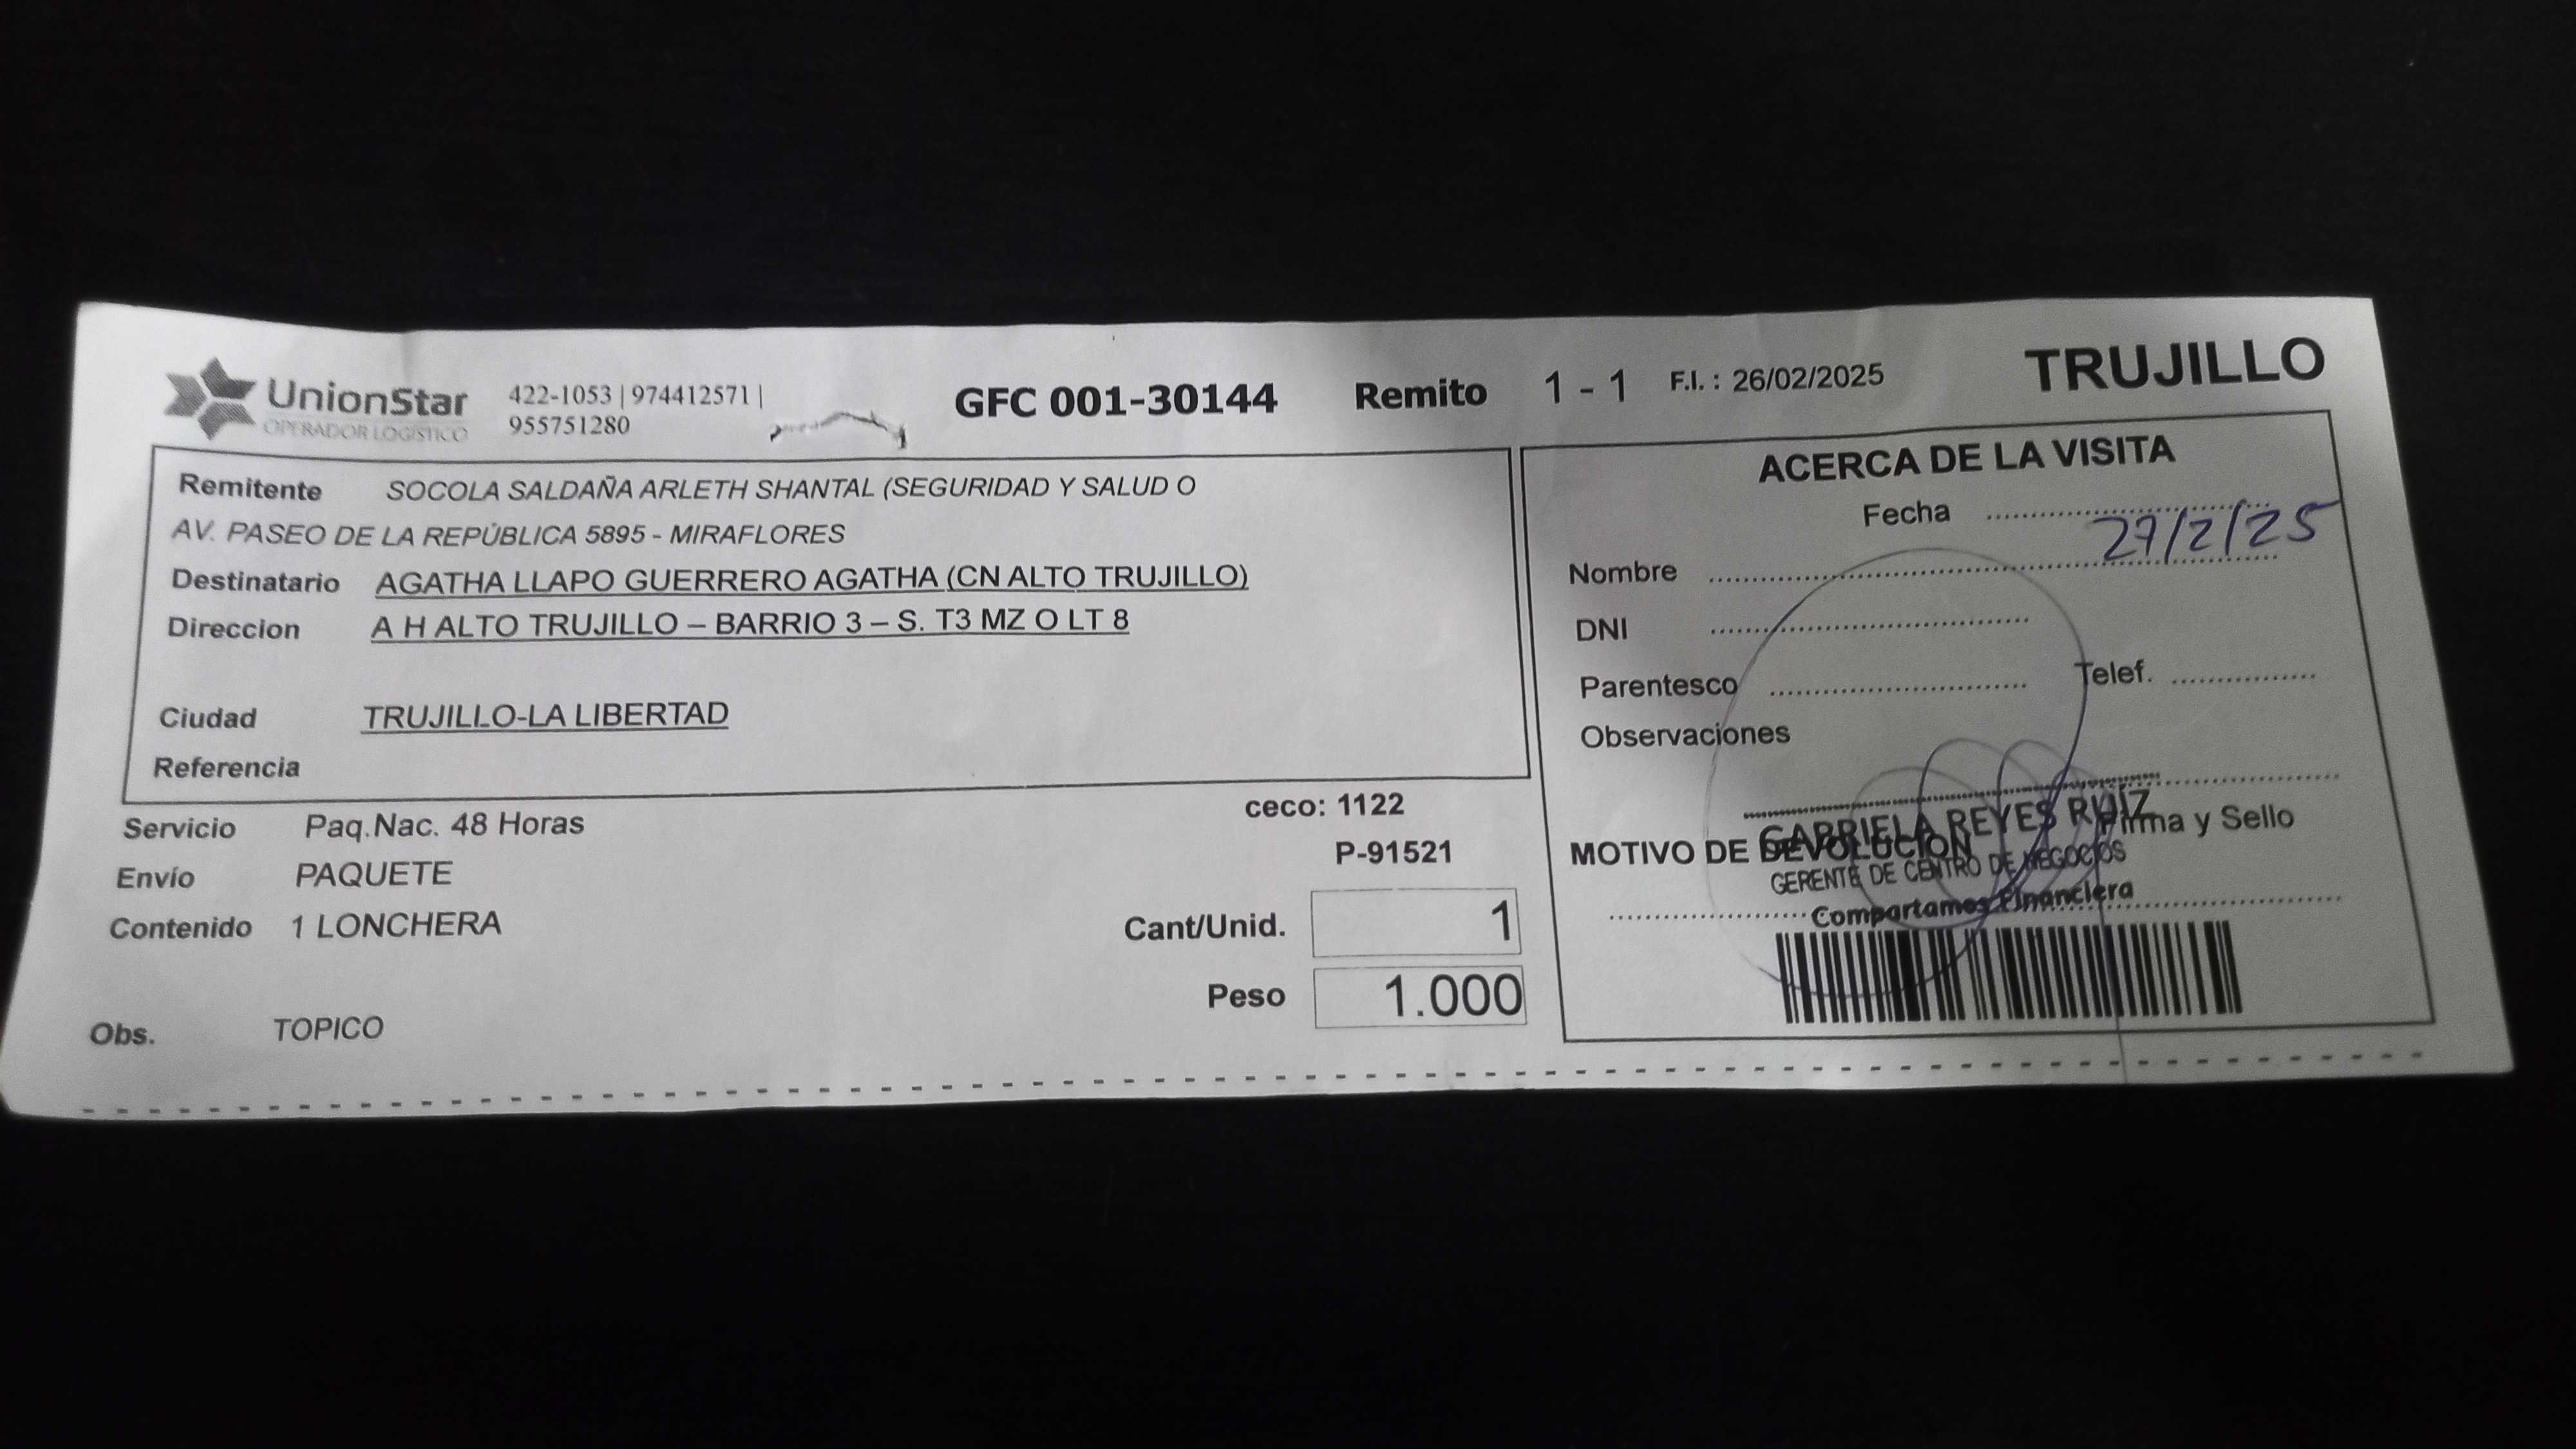 UnionStar
OPERADOR LOGÍSTICO
422-1053 | 974412571 |
955751280
GFC 001-30144 Remito 1 - 1 F.I. : 26/02/2025 TRUJILLO
Remitente SOCOLA SALDAÑA ARLETH SHANTAL (SEGURIDAD Y SALUD O
AV. PASEO DE LA REPÚBLICA 5895 - MIRAFLORES
Destinatario AGATHA LLAPO GUERRERO AGATHA (CN ALTO TRUJILLO)
Direccion A H ALTO TRUJILLO – BARRIO 3 – S. T3 MZ O LT 8
Ciudad TRUJILLO-LA LIBERTAD
Referencia
Servicio Paq.Nac. 48 Horas
Envío PAQUETE
Contenido 1 LONCHERA
Obs. TOPICO
ceco: 1122
P-91521
Cant/Unid. 1
Peso 1.000
ACERCA DE LA VISITA
Fecha 27/2/25
Nombre
DNI
Parentesco Telef.
Observaciones
Firma y Sello
MOTIVO DE DEVOLUCION
GABRIELA REYES RUIZ
GERENTE DE CENTRO DE NEGOCIOS
Compartamos Financiera